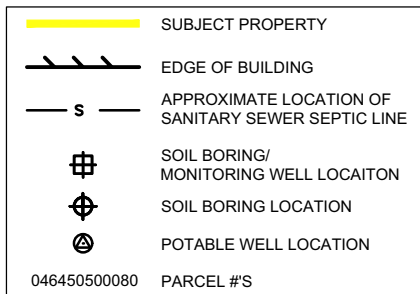 SUBJECT PROPERTY
EDGE OF BUILDING
S
APPROXIMATE LOCATION OF
SANITARY SEWER SEPTIC LINE
SOIL BORING/
MONITORING WELL LOCAITON
SOIL BORING LOCATION
POTABLE WELL LOCATION
046450500080 PARCEL #'S